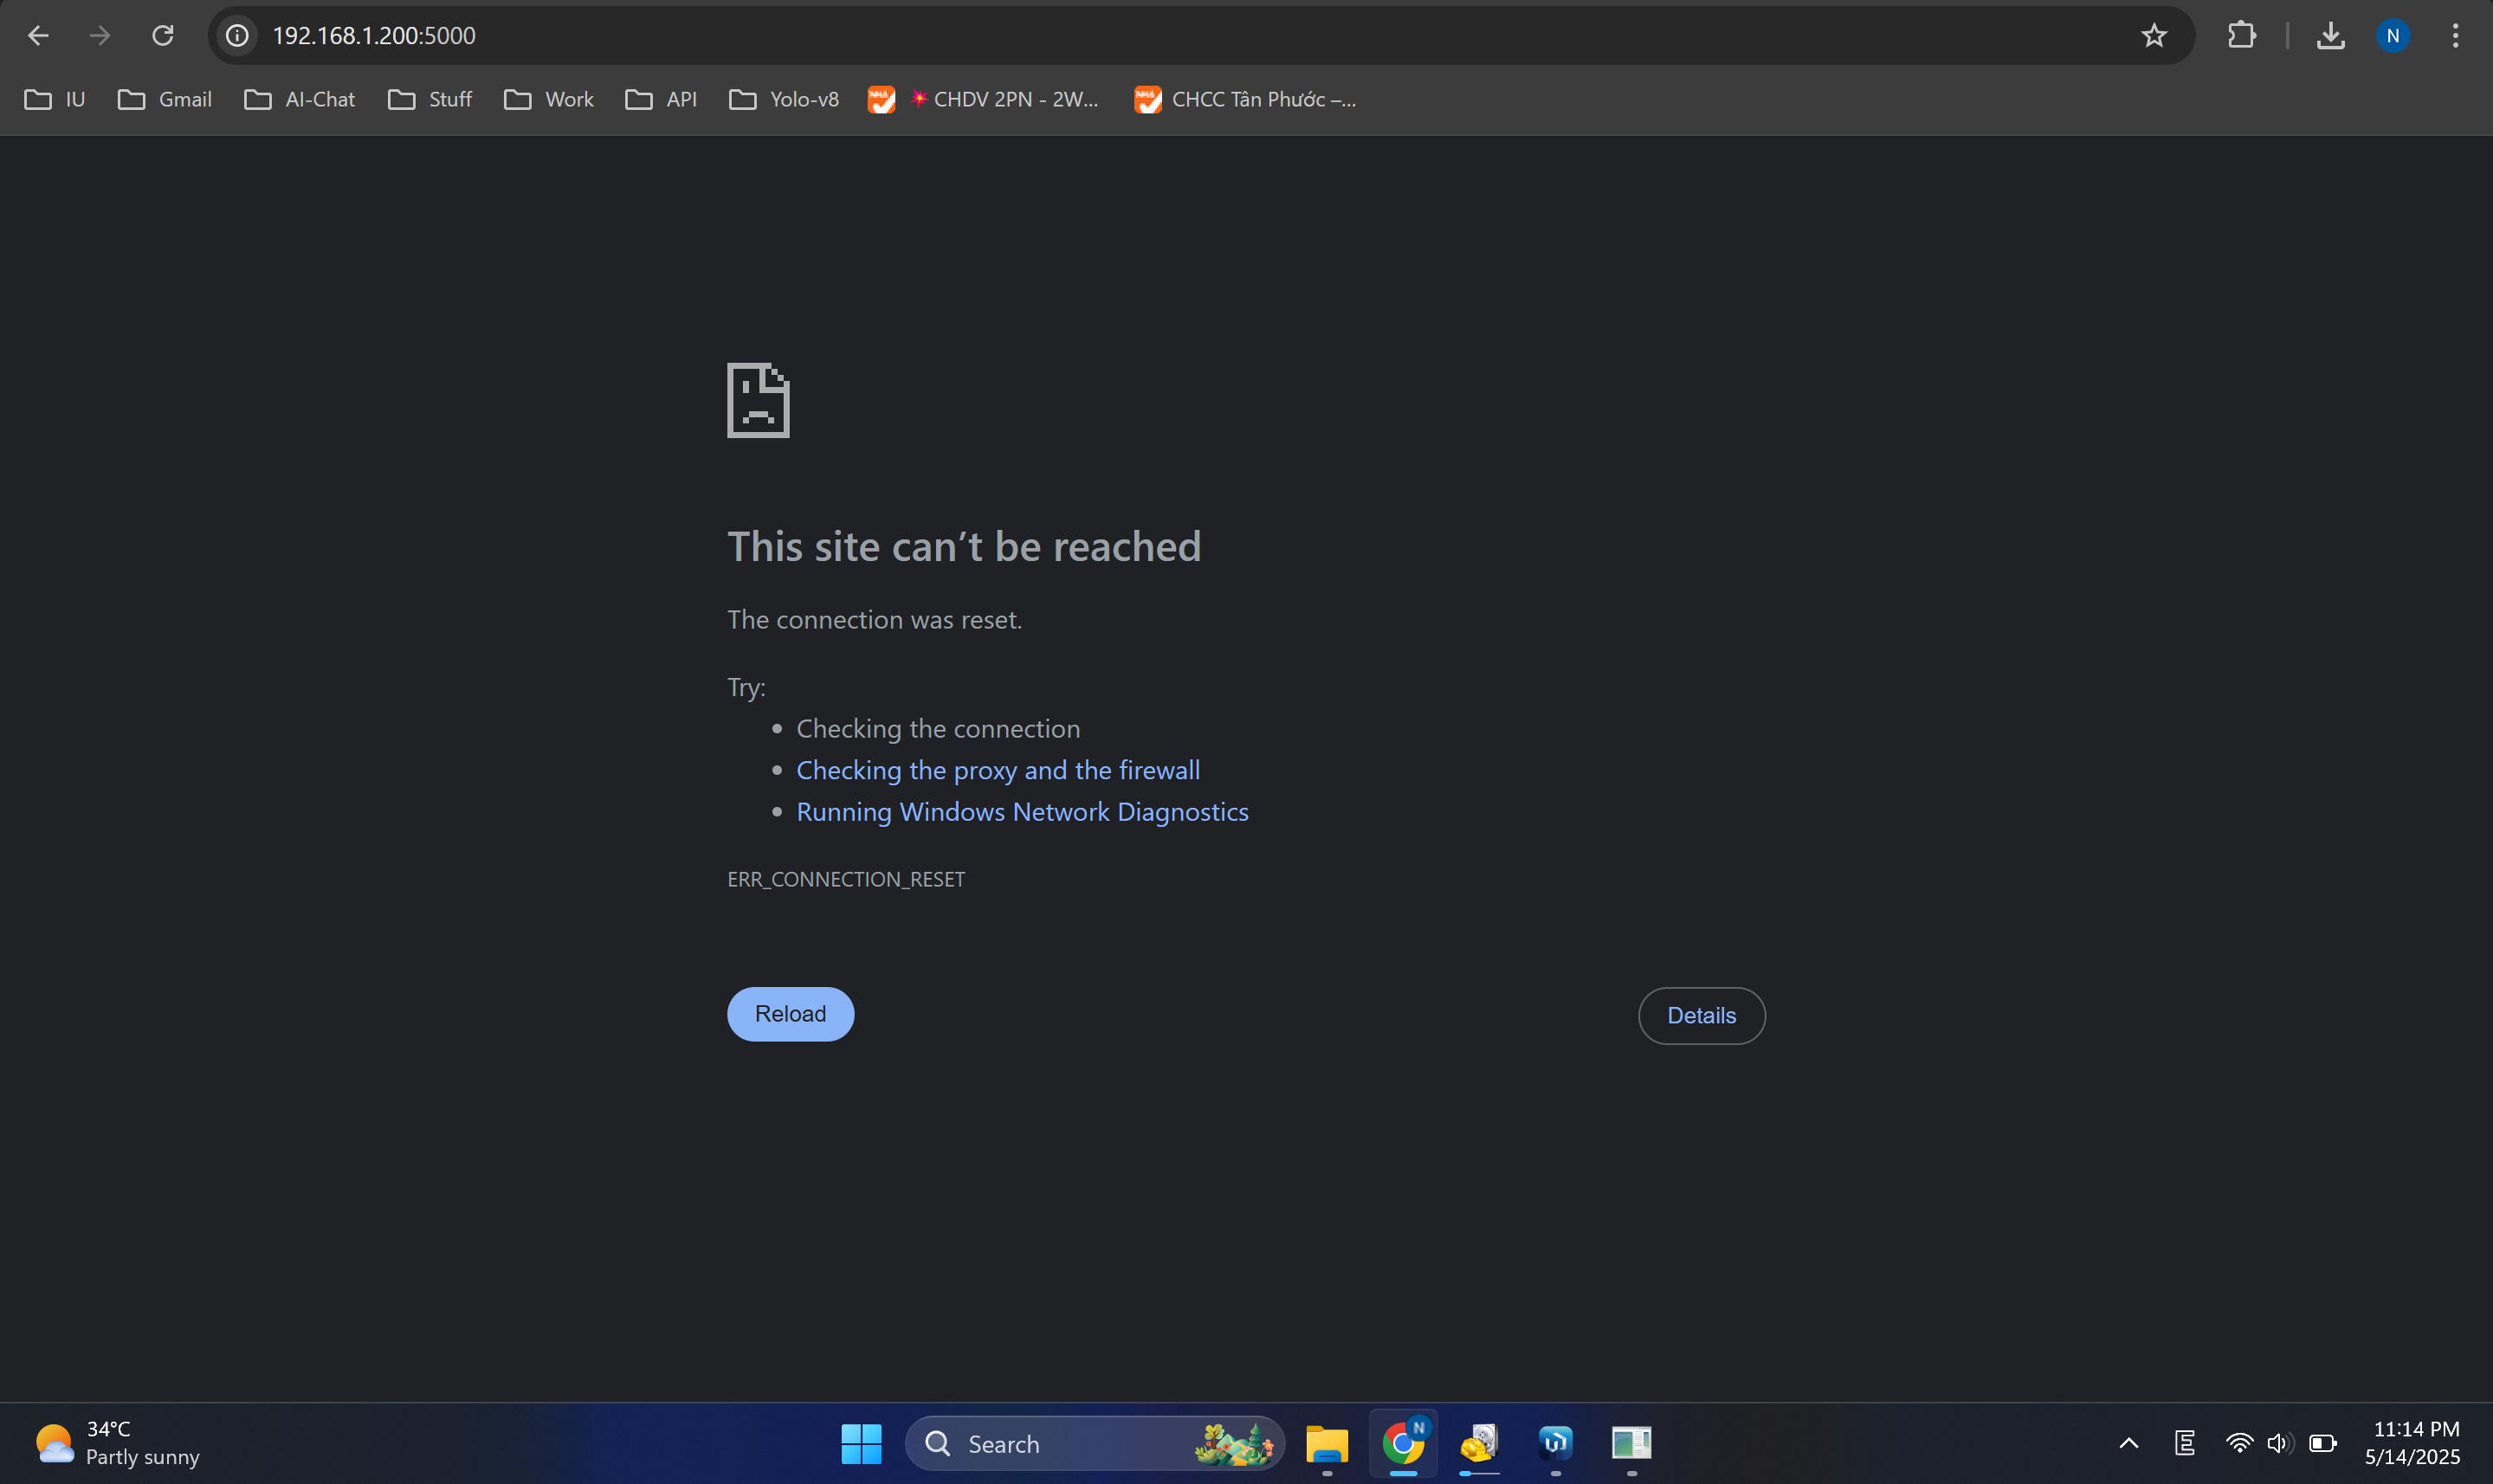 192.168.1.200:5000
N
IU
Gmail
AI-Chat
Stuff
Work
API
Yolo-v8
NHÀ
💥 CHDV 2PN - 2W...
NHÀ
CHCC Tân Phước –...
This site can’t be reached
The connection was reset.
Try:
Checking the connection
Checking the proxy and the firewall
Running Windows Network Diagnostics
ERR_CONNECTION_RESET
Reload
Details
34°C
Partly sunny
Search
N
E
11:14 PM
5/14/2025